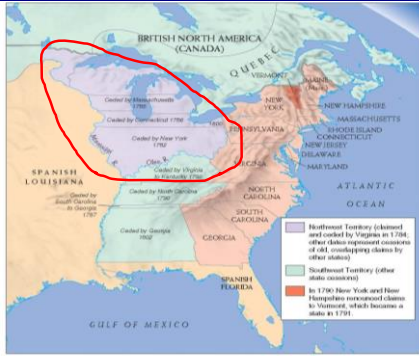 BRITISH NORTH AMERICA
(CANADA)
QUEBEC
VERMONT
(MAINE
Mass.)
NEW
YORK
NEW HAMPSHIRE
MASSACHUSETTS
RHODE ISLAND
CONNECTICUT
NEW JERSEY
DELAWARE
MARYLAND
PENNSYLVANIA
Ceded by Massachusetts
Ceded by Connecticut 1786
1800
Ceded by New York
1782
Mississippi R.
Ohio R.
VIRGINIA
Ceded by Virginia
to Kentucky
SPANISH
LOUISIANA
Ceded by
South Carolina
to Georgia
1787
Ceded by North Carolina
1790
Ceded by Georgia
1802
NORTH
CAROLINA
SOUTH
CAROLINA
GEORGIA
ATLANTIC
OCEAN
SPANISH
FLORIDA
GULF OF MEXICO
Northwest Territory (claimed
and ceded by Virginia in 1784;
other dates represent cessions
of old, overlapping claims by
other states)
Southwest Territory (other
state cessions)
In 1790 New York and New
Hampshire renounced claims
to Vermont, which became a
state in 1791.